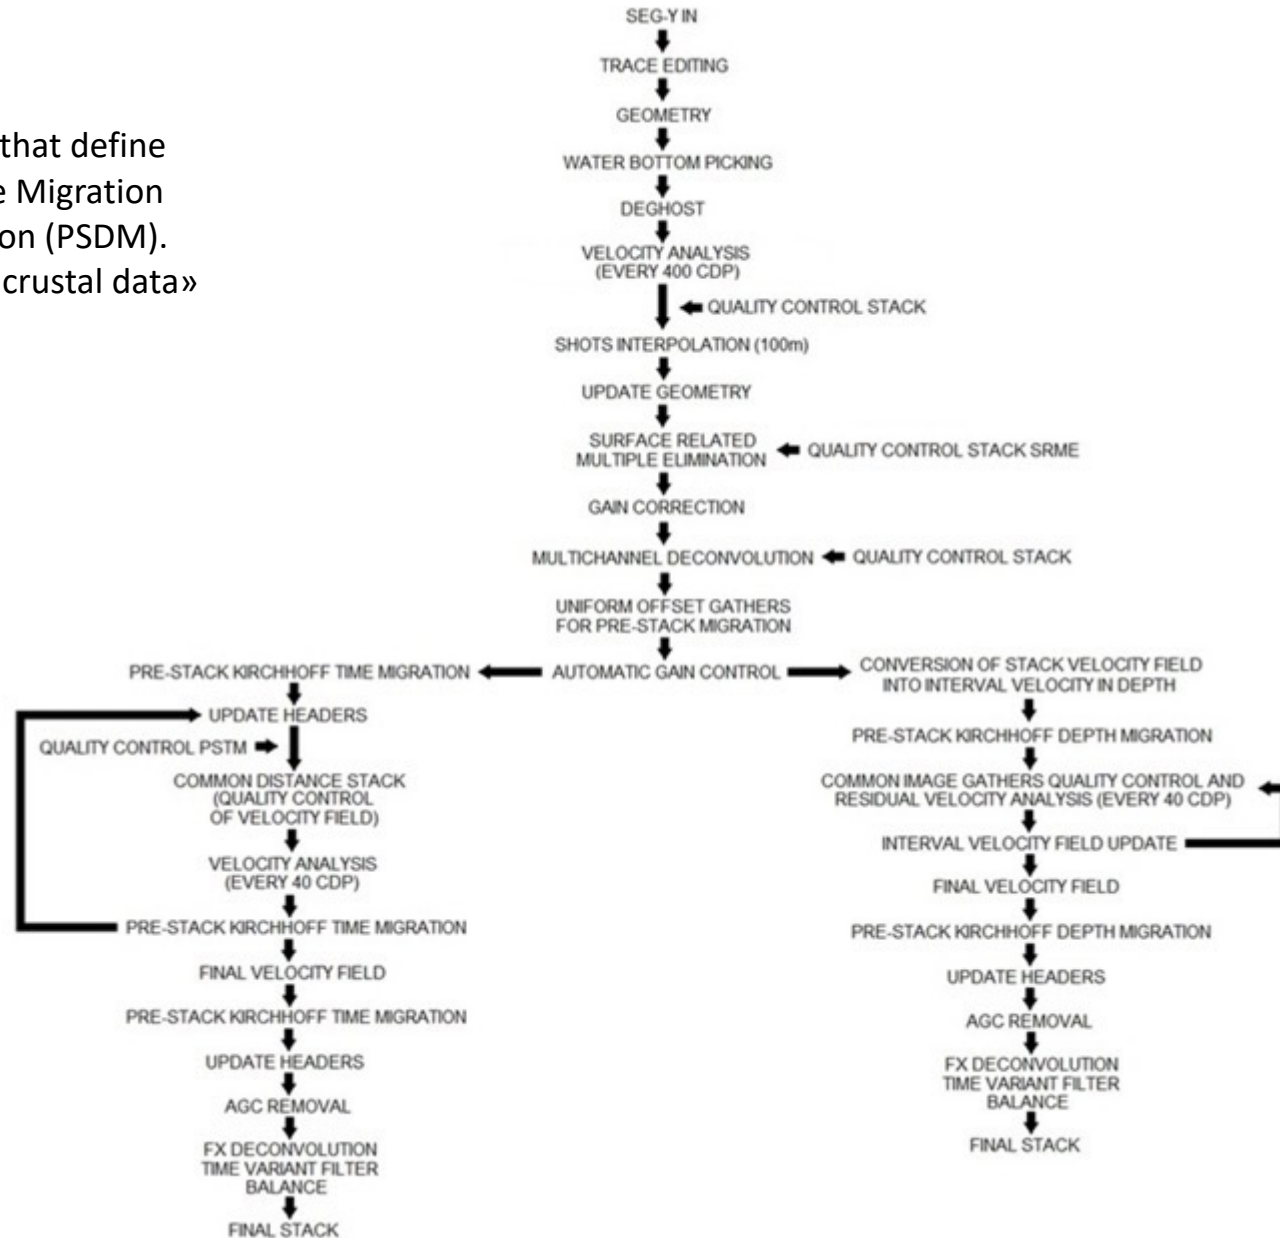 that define
e Migration
on (PSDM).
crustal data»
SEG-Y IN
TRACE EDITING
GEOMETRY
WATER BOTTOM PICKING
DEGHOST
VELOCITY ANALYSIS
(EVERY 400 CDP)
QUALITY CONTROL STACK
SHOTS INTERPOLATION (100m)
UPDATE GEOMETRY
SURFACE RELATED
MULTIPLE ELIMINATION
QUALITY CONTROL STACK SRME
GAIN CORRECTION
MULTICHANNEL DECONVOLUTION
QUALITY CONTROL STACK
UNIFORM OFFSET GATHERS
FOR PRE-STACK MIGRATION
AUTOMATIC GAIN CONTROL
PRE-STACK KIRCHHOFF TIME MIGRATION
UPDATE HEADERS
QUALITY CONTROL PSTM
COMMON DISTANCE STACK
(QUALITY CONTROL
OF VELOCITY FIELD)
VELOCITY ANALYSIS
(EVERY 40 CDP)
PRE-STACK KIRCHHOFF TIME MIGRATION
FINAL VELOCITY FIELD
PRE-STACK KIRCHHOFF TIME MIGRATION
UPDATE HEADERS
AGC REMOVAL
FX DECONVOLUTION
TIME VARIANT FILTER
BALANCE
FINAL STACK
CONVERSION OF STACK VELOCITY FIELD
INTO INTERVAL VELOCITY IN DEPTH
PRE-STACK KIRCHHOFF DEPTH MIGRATION
COMMON IMAGE GATHERS QUALITY CONTROL AND
RESIDUAL VELOCITY ANALYSIS (EVERY 40 CDP)
INTERVAL VELOCITY FIELD UPDATE
FINAL VELOCITY FIELD
PRE-STACK KIRCHHOFF DEPTH MIGRATION
UPDATE HEADERS
AGC REMOVAL
FX DECONVOLUTION
TIME VARIANT FILTER
BALANCE
FINAL STACK